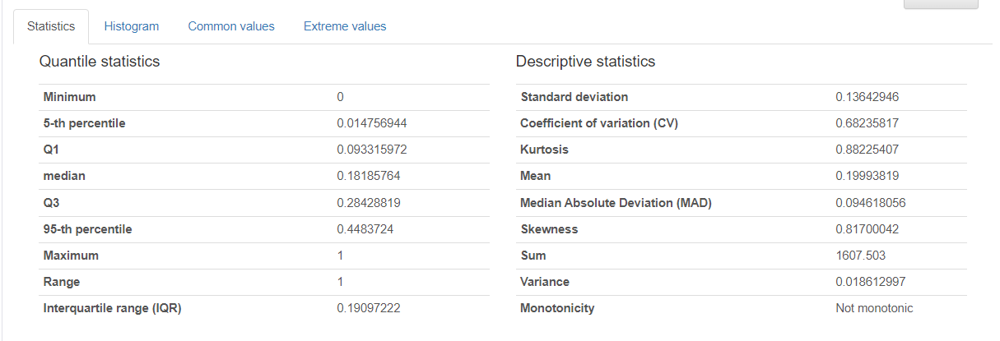 Statistics Histogram Common values Extreme values
Quantile statistics
Minimum 0
5-th percentile 0.014756944
Q1 0.093315972
median 0.18185764
Q3 0.28428819
95-th percentile 0.4483724
Maximum 1
Range 1
Interquartile range (IQR) 0.19097222
Descriptive statistics
Standard deviation 0.13642946
Coefficient of variation (CV) 0.68235817
Kurtosis 0.88225407
Mean 0.19993819
Median Absolute Deviation (MAD) 0.094618056
Skewness 0.81700042
Sum 1607.503
Variance 0.018612997
Monotonicity Not monotonic